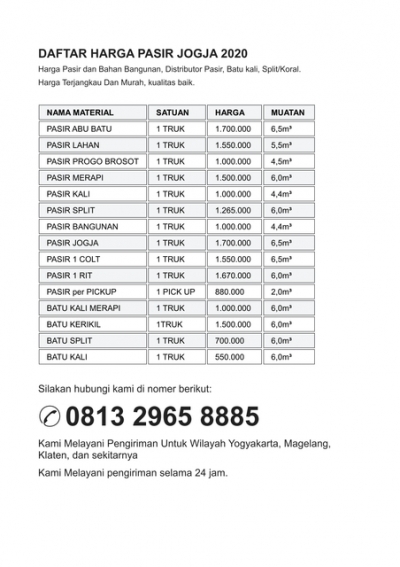 DAFTAR HARGA PASIR JOGJA 2020
Harga Pasir dan Bahan Bangunan, Distributor Pasir, Batu kali, Split/Koral.
Harga Terjangkau Dan Murah, kualitas baik.
NAMA MATERIAL SATUAN HARGA MUATAN
PASIR ABU BATU 1 TRUK 1.700.000 6,5m³
PASIR LAHAN 1 TRUK 1.550.000 5,5m³
PASIR PROGO BROSOT 1 TRUK 1.000.000 4,5m³
PASIR MERAPI 1 TRUK 1.500.000 6,0m³
PASIR KALI 1 TRUK 1.000.000 4,4m³
PASIR SPLIT 1 TRUK 1.265.000 6,0m³
PASIR BANGUNAN 1 TRUK 1.000.000 4,4m³
PASIR JOGJA 1 TRUK 1.700.000 6,5m³
PASIR 1 COLT 1 TRUK 1.550.000 6,5m³
PASIR 1 RIT 1 TRUK 1.670.000 6,0m³
PASIR per PICKUP 1 PICK UP 880.000 2,0m³
BATU KALI MERAPI 1 TRUK 1.000.000 6,0m³
BATU KERIKIL 1TRUK 1.500.000 6,0m³
BATU SPLIT 1 TRUK 700.000 6,0m³
BATU KALI 1 TRUK 550.000 6,0m³
Silakan hubungi kami di nomer berikut:
0813 2965 8885
Kami Melayani Pengiriman Untuk Wilayah Yogyakarta, Magelang,
Klaten, dan sekitarnya
Kami Melayani pengiriman selama 24 jam.